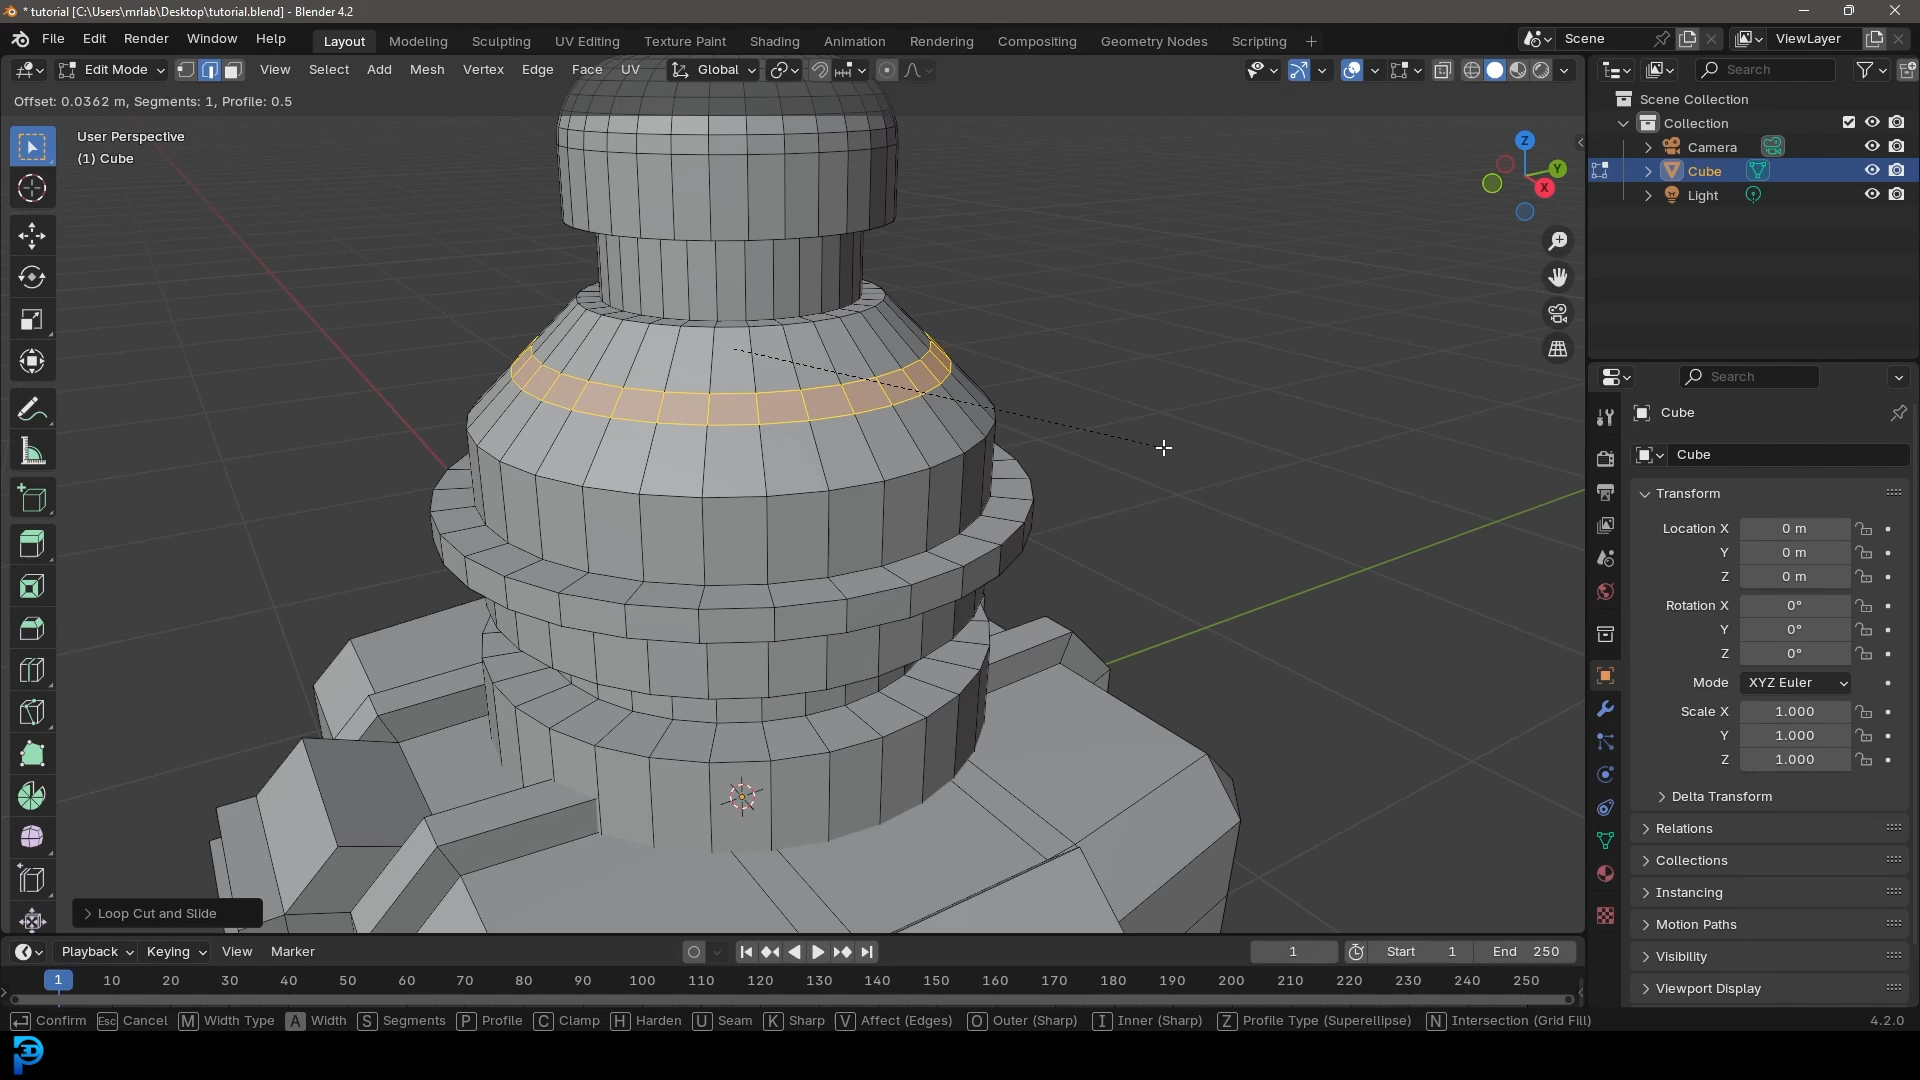 * tutorial [C:\Users\mrlab\Desktop\tutorial.blend] - Blender 4.2
File Edit Render Window Help Layout Modeling Sculpting UV Editing Texture Paint Shading Animation Rendering Compositing Geometry Nodes Scripting + Scene ViewLayer
Edit Mode View Select Add Mesh Vertex Edge Face UV Global Search
Offset: 0.0362 m, Segments: 1, Profile: 0.5
User Perspective
(1) Cube
Z
Y
X
Scene Collection
Collection
Camera
Cube
Light
Search
Cube
Cube
Transform
Location X 0 m
Y 0 m
Z 0 m
Rotation X 0°
Y 0°
Z 0°
Mode XYZ Euler
Scale X 1.000
Y 1.000
Z 1.000
Delta Transform
Relations
Collections
Instancing
Motion Paths
Visibility
Viewport Display
Loop Cut and Slide
Playback Keying View Marker 1 Start 1 End 250
1 10 20 30 40 50 60 70 80 90 100 110 120 130 140 150 160 170 180 190 200 210 220 230 240 250
Confirm Esc Cancel M Width Type A Width S Segments P Profile C Clamp H Harden U Seam K Sharp V Affect (Edges) O Outer (Sharp) I Inner (Sharp) Z Profile Type (Superellipse) N Intersection (Grid Fill) 4.2.0
3D